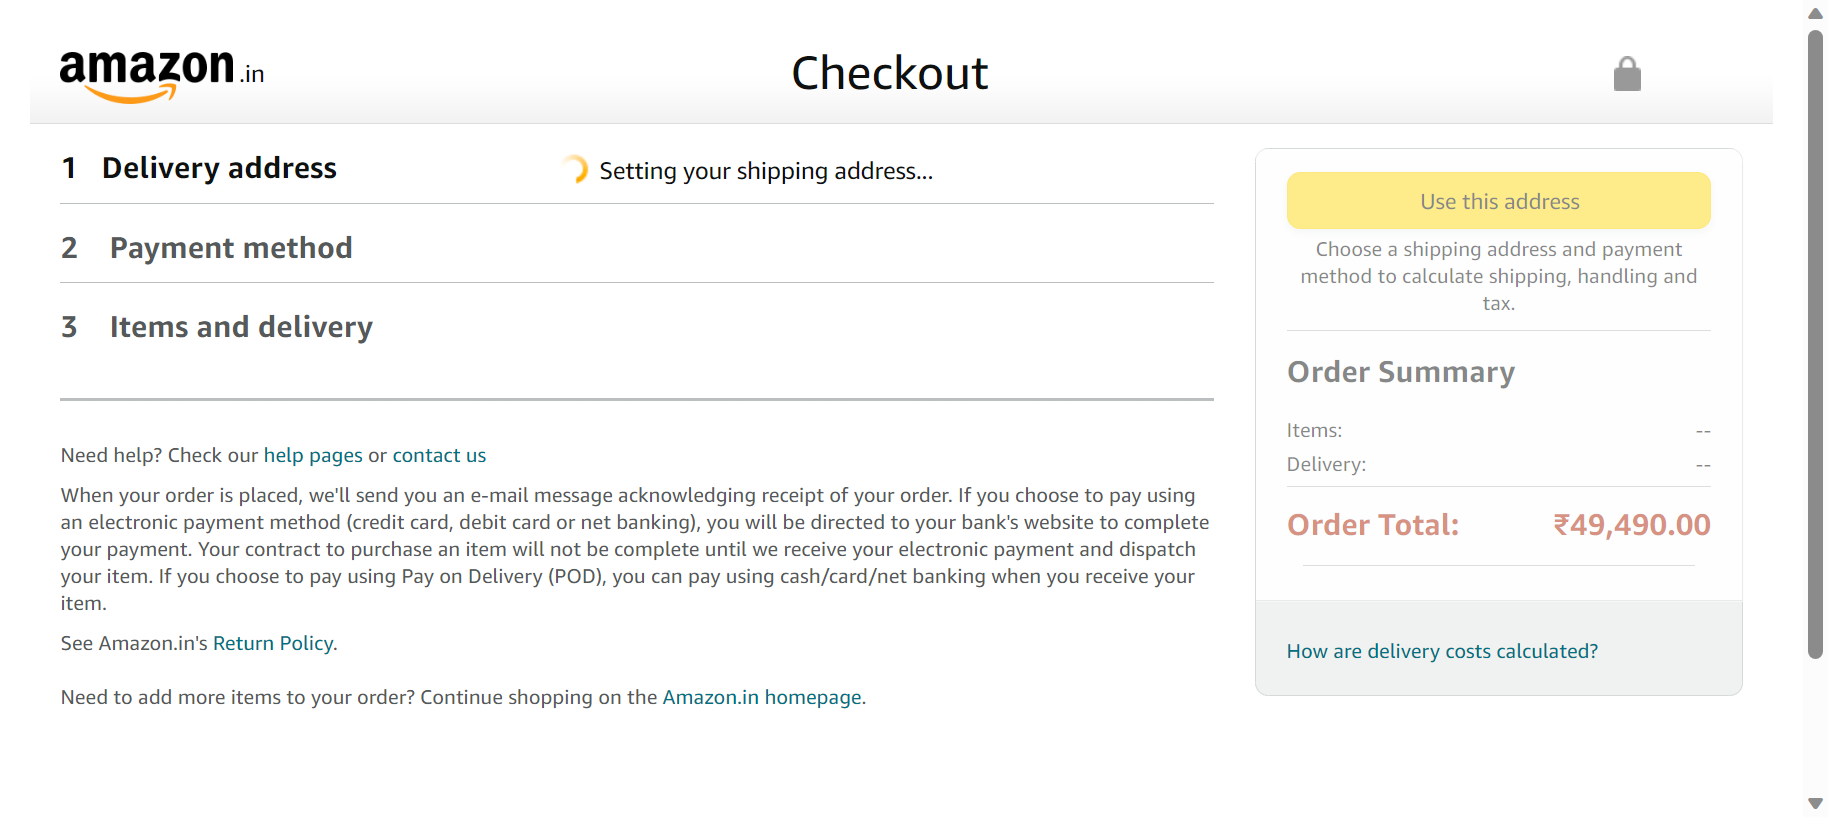 amazon.in
Checkout
1 Delivery address
Setting your shipping address...
2 Payment method
3 Items and delivery
Need help? Check our help pages or contact us
When your order is placed, we'll send you an e-mail message acknowledging receipt of your order. If you choose to pay using
an electronic payment method (credit card, debit card or net banking), you will be directed to your bank's website to complete
your payment. Your contract to purchase an item will not be complete until we receive your electronic payment and dispatch
your item. If you choose to pay using Pay on Delivery (POD), you can pay using cash/card/net banking when you receive your
item.
See Amazon.in's Return Policy.
Need to add more items to your order? Continue shopping on the Amazon.in homepage.
Use this address
Choose a shipping address and payment
method to calculate shipping, handling and
tax.
Order Summary
Items: --
Delivery: --
Order Total: ₹49,490.00
How are delivery costs calculated?